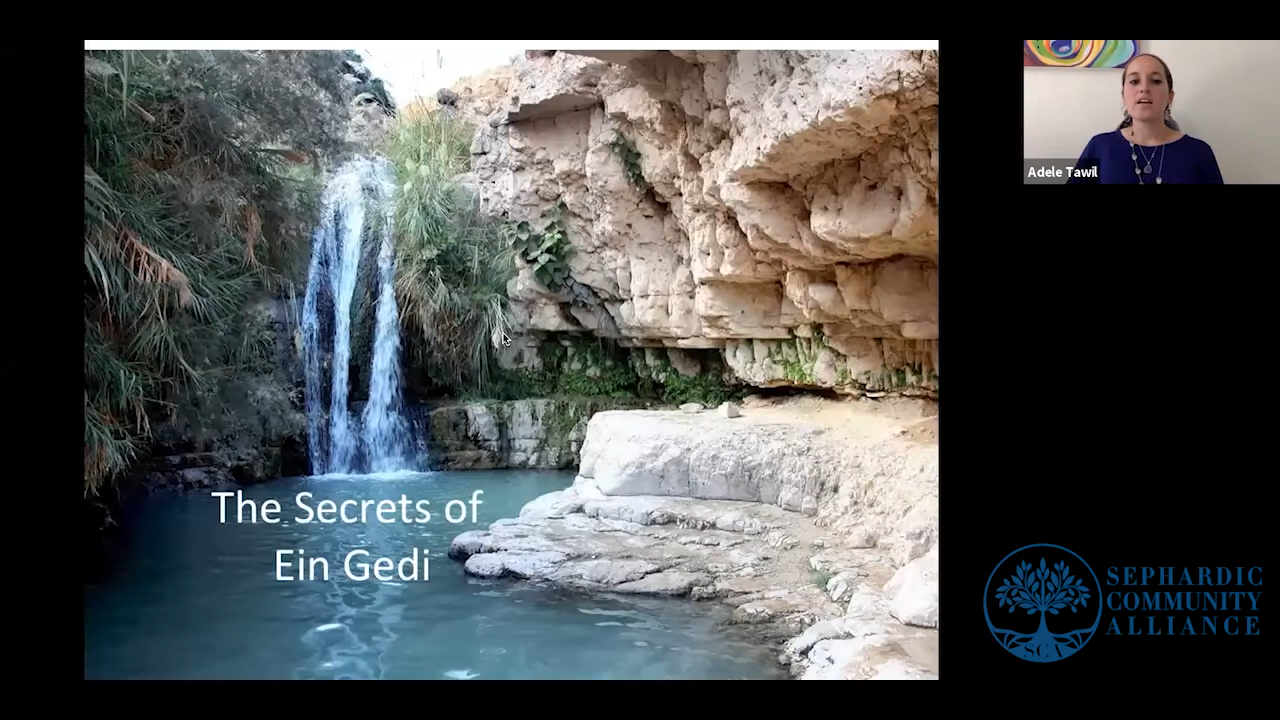 The Secrets of
Ein Gedi
Adele Tawil
SEPHARDIC
COMMUNITY
ALLIANCE
SCA